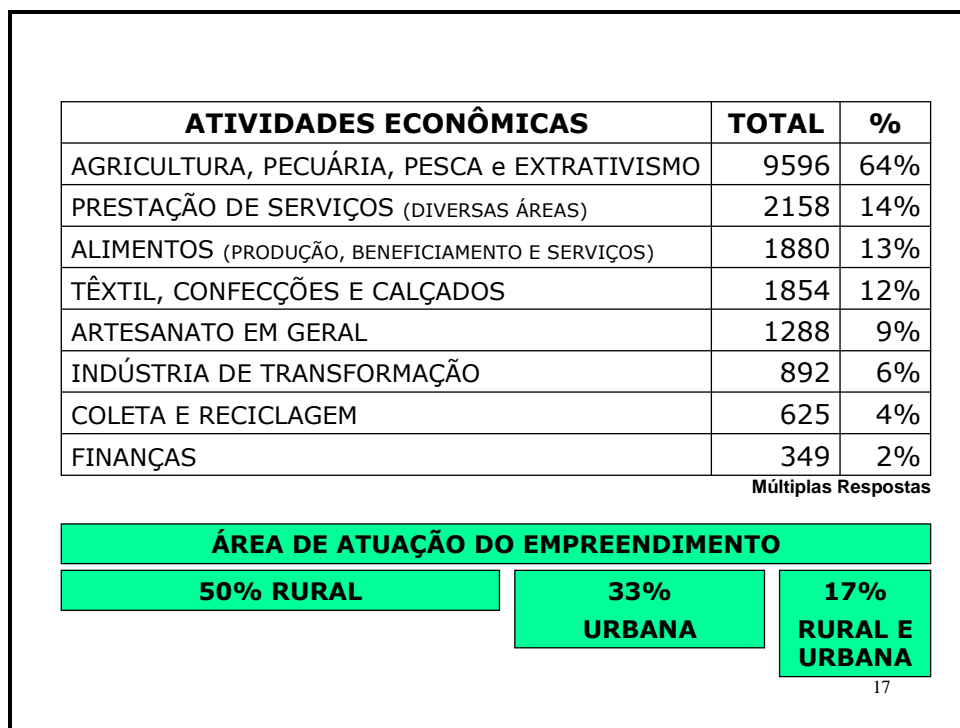 ATIVIDADES ECONÔMICAS TOTAL %
AGRICULTURA, PECUÁRIA, PESCA e EXTRATIVISMO 9596 64%
PRESTAÇÃO DE SERVIÇOS (DIVERSAS ÁREAS) 2158 14%
ALIMENTOS (PRODUÇÃO, BENEFICIAMENTO E SERVIÇOS) 1880 13%
TÊXTIL, CONFECÇÕES E CALÇADOS 1854 12%
ARTESANATO EM GERAL 1288 9%
INDÚSTRIA DE TRANSFORMAÇÃO 892 6%
COLETA E RECICLAGEM 625 4%
FINANÇAS 349 2%
Múltiplas Respostas
ÁREA DE ATUAÇÃO DO EMPREENDIMENTO
50% RURAL
33%
URBANA
17%
RURAL E
URBANA
17